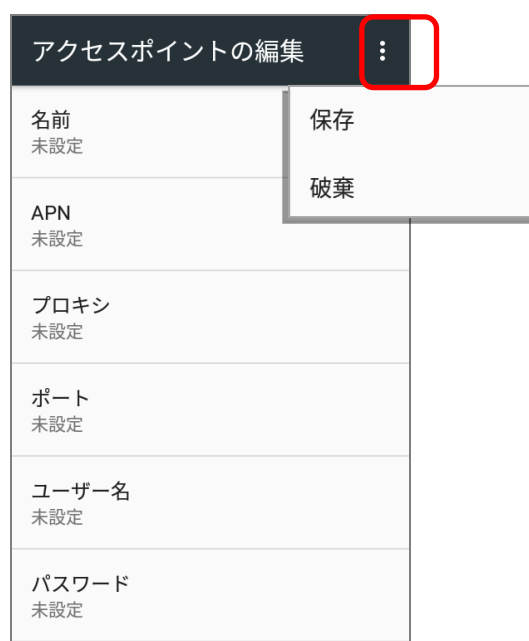 アクセスポイントの編集
保存
破棄
名前
未設定
APN
未設定
プロキシ
未設定
ポート
未設定
ユーザー名
未設定
パスワード
未設定